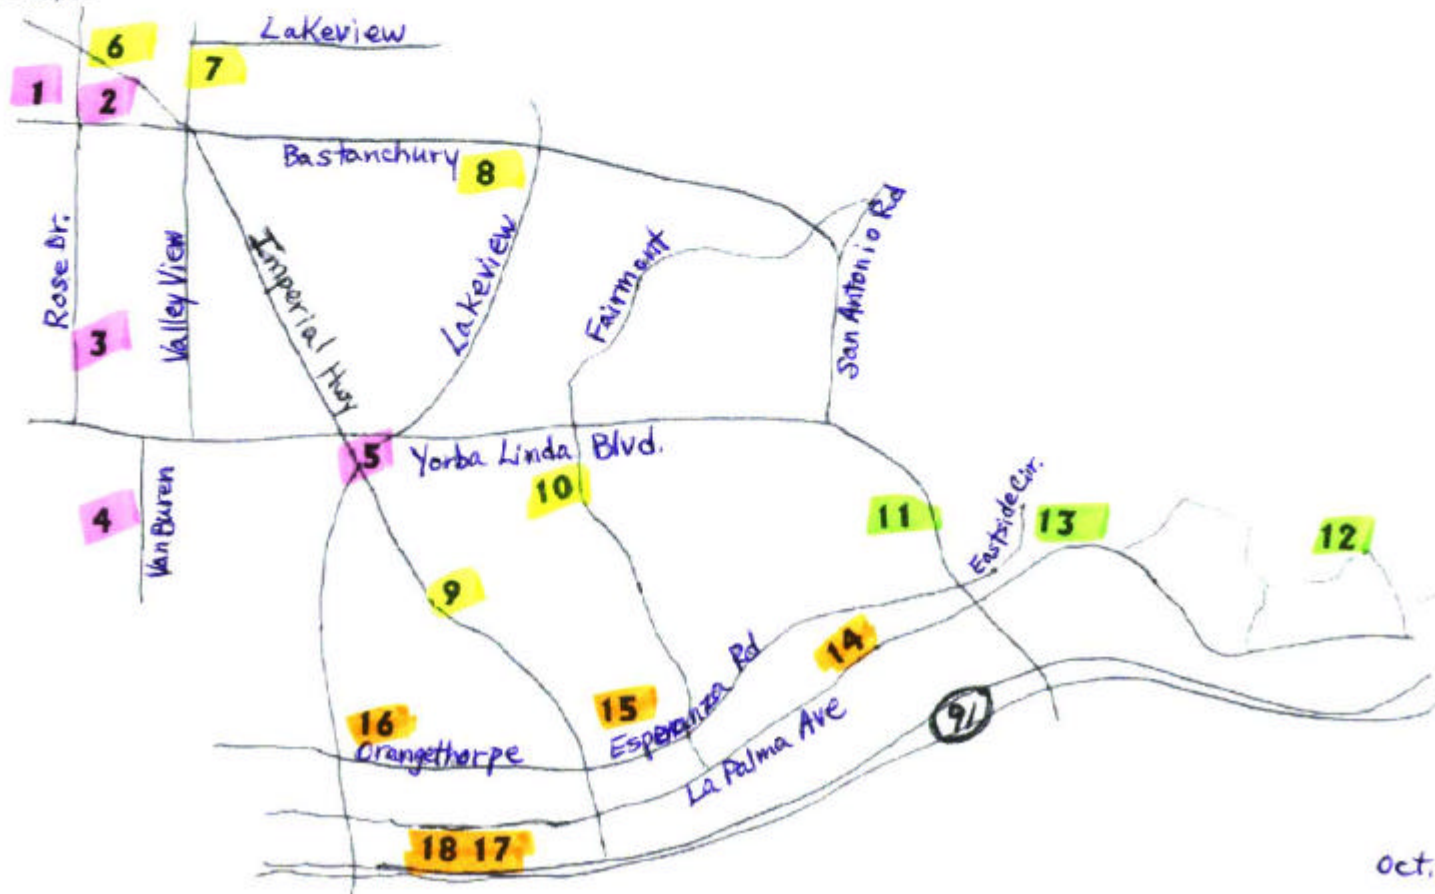 Lakeview
6
7
1
2
Bastanchury
8
Rose Dr.
Valley View
Imperial Hwy
Lakeview
Fairmont
San Antonio Rd
3
5
Yorba Linda Blvd.
10
4
Van Buren
11
Eastside Cir.
13
12
9
14
15
16
Esperanza Rd
Orangethorpe
La Palma Ave
91
18 17
Oct.